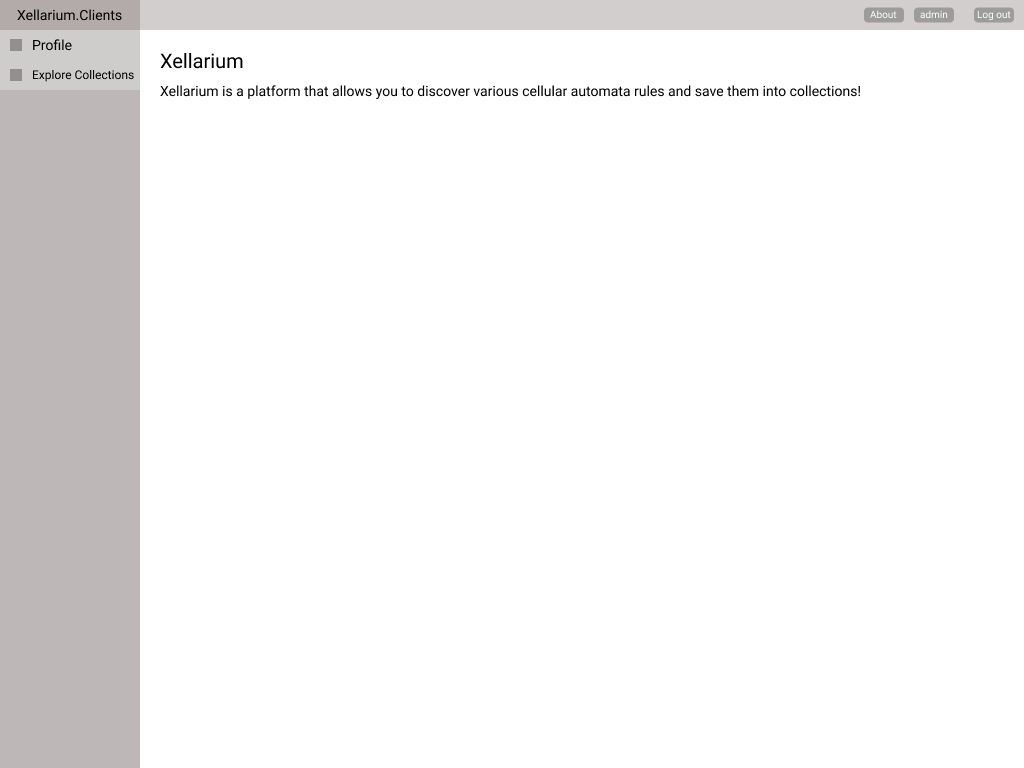 Xellarium.Clients
About
admin
Log out
Profile
Explore Collections
Xellarium
Xellarium is a platform that allows you to discover various cellular automata rules and save them into collections!